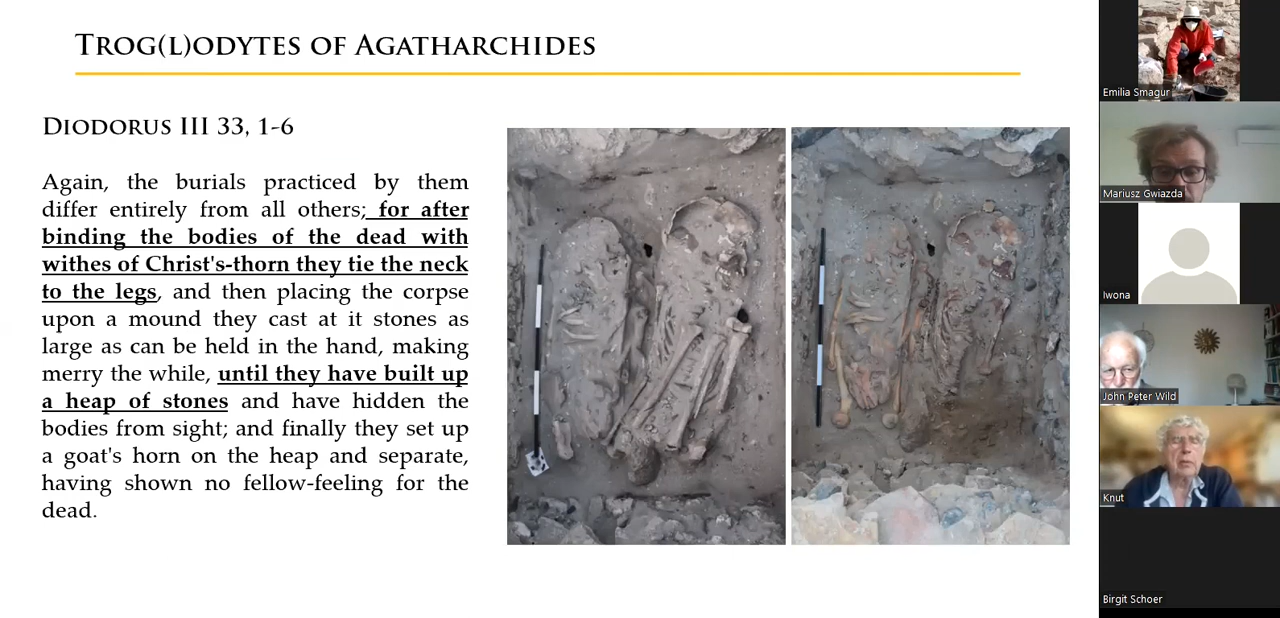 Trog(l)odytes of Agatharchides
Diodorus III 33, 1-6
Again, the burials practiced by them
differ entirely from all others; for after
binding the bodies of the dead with
withes of Christ's-thorn they tie the neck
to the legs, and then placing the corpse
upon a mound they cast at it stones as
large as can be held in the hand, making
merry the while, until they have built up
a heap of stones and have hidden the
bodies from sight; and finally they set up
a goat's horn on the heap and separate,
having shown no fellow-feeling for the
dead.
Emilia Smagur
Mariusz Gwiazda
Iwona
John Peter Wild
Knut
Birgit Schoer